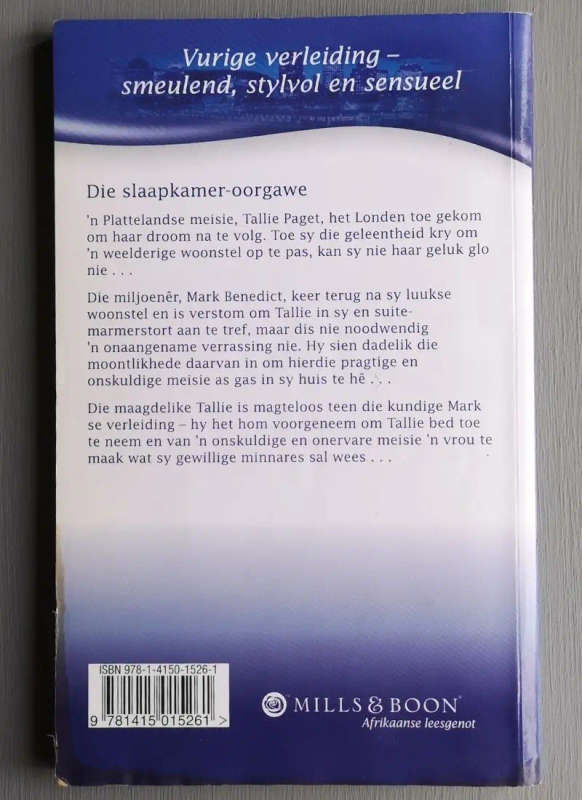 Vurige verleiding –
smeulend, stylvol en sensueel
Die slaapkamer-oorgawe
'n Plattelandse meisie, Tallie Paget, het Londen toe gekom
om haar droom na te volg. Toe sy die geleentheid kry om
'n weelderige woonstel op te pas, kan sy nie haar geluk glo
nie . . .
Die miljoenêr, Mark Benedict, keer terug na sy luukse
woonstel en is verstom om Tallie in sy en suite-
marmerstort aan te tref, maar dis nie noodwendig
'n onaangename verrassing nie. Hy sien dadelik die
moontlikhede daarvan in om hierdie pragtige en
onskuldige meisie as gas in sy huis te hê . . .
Die maagdelike Tallie is magteloos teen die kundige Mark
se verleiding – hy het hom voorgeneem om Tallie bed toe
te neem en van 'n onskuldige en onervare meisie 'n vrou te
maak wat sy gewillige minnares sal wees . . .
ISBN 978-1-4150-1526-1
9 781415 015261 >
MILLS & BOON
Afrikaanse leesgenot